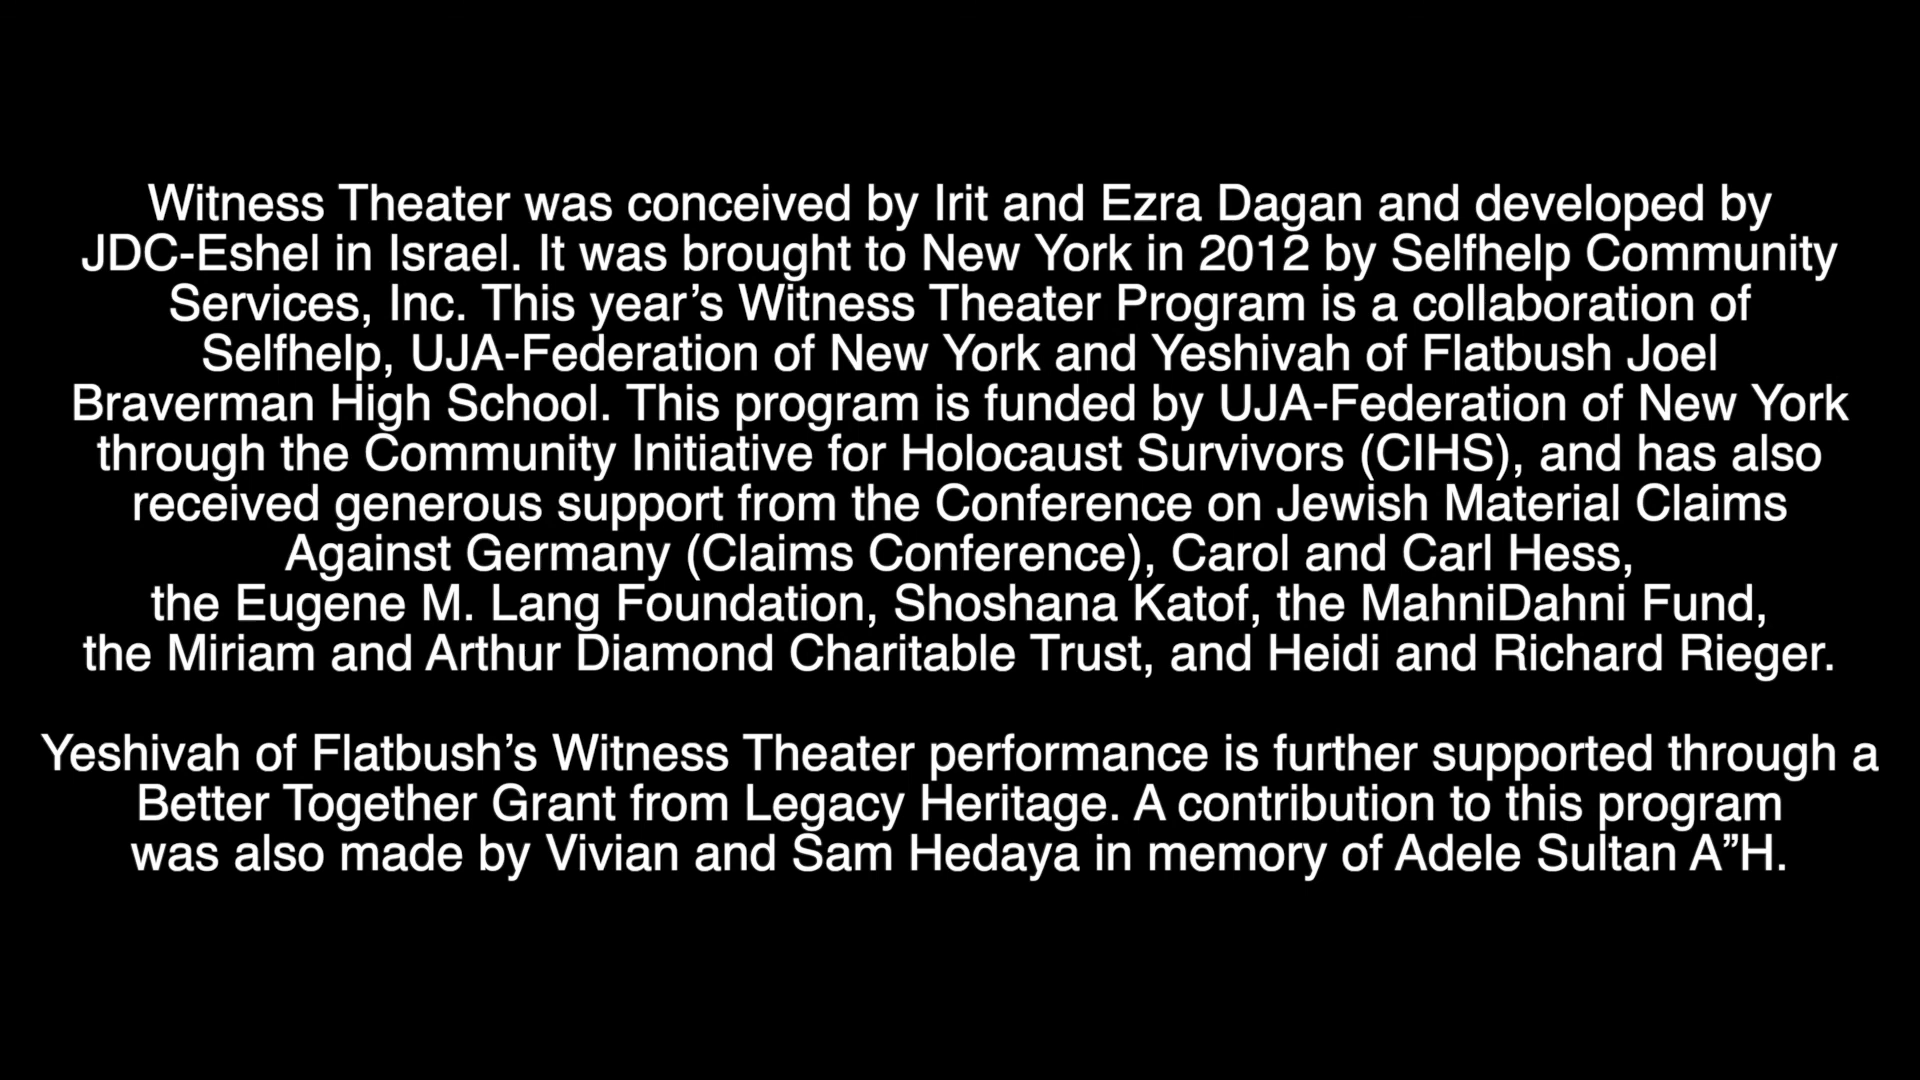 Witness Theater was conceived by Irit and Ezra Dagan and developed by
JDC-Eshel in Israel. It was brought to New York in 2012 by Selfhelp Community
Services, Inc. This year’s Witness Theater Program is a collaboration of
Selfhelp, UJA-Federation of New York and Yeshivah of Flatbush Joel
Braverman High School. This program is funded by UJA-Federation of New York
through the Community Initiative for Holocaust Survivors (CIHS), and has also
received generous support from the Conference on Jewish Material Claims
Against Germany (Claims Conference), Carol and Carl Hess,
the Eugene M. Lang Foundation, Shoshana Katof, the MahniDahni Fund,
the Miriam and Arthur Diamond Charitable Trust, and Heidi and Richard Rieger.
Yeshivah of Flatbush’s Witness Theater performance is further supported through a
Better Together Grant from Legacy Heritage. A contribution to this program
was also made by Vivian and Sam Hedaya in memory of Adele Sultan A”H.